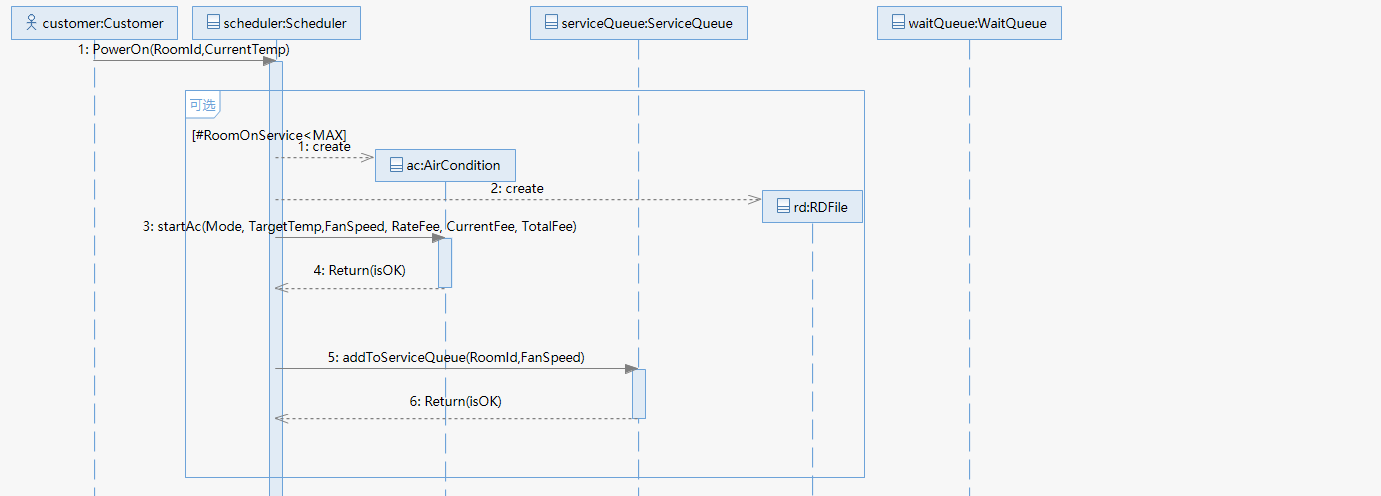 customer:Customer
scheduler:Scheduler
serviceQueue:ServiceQueue
waitQueue:WaitQueue
1: PowerOn(RoomId,CurrentTemp)
可选
[#RoomOnService<MAX]
1: create
ac:AirCondition
2: create
rd:RDFile
3: startAc(Mode, TargetTemp,FanSpeed, RateFee, CurrentFee, TotalFee)
4: Return(isOK)
5: addToServiceQueue(RoomId,FanSpeed)
6: Return(isOK)